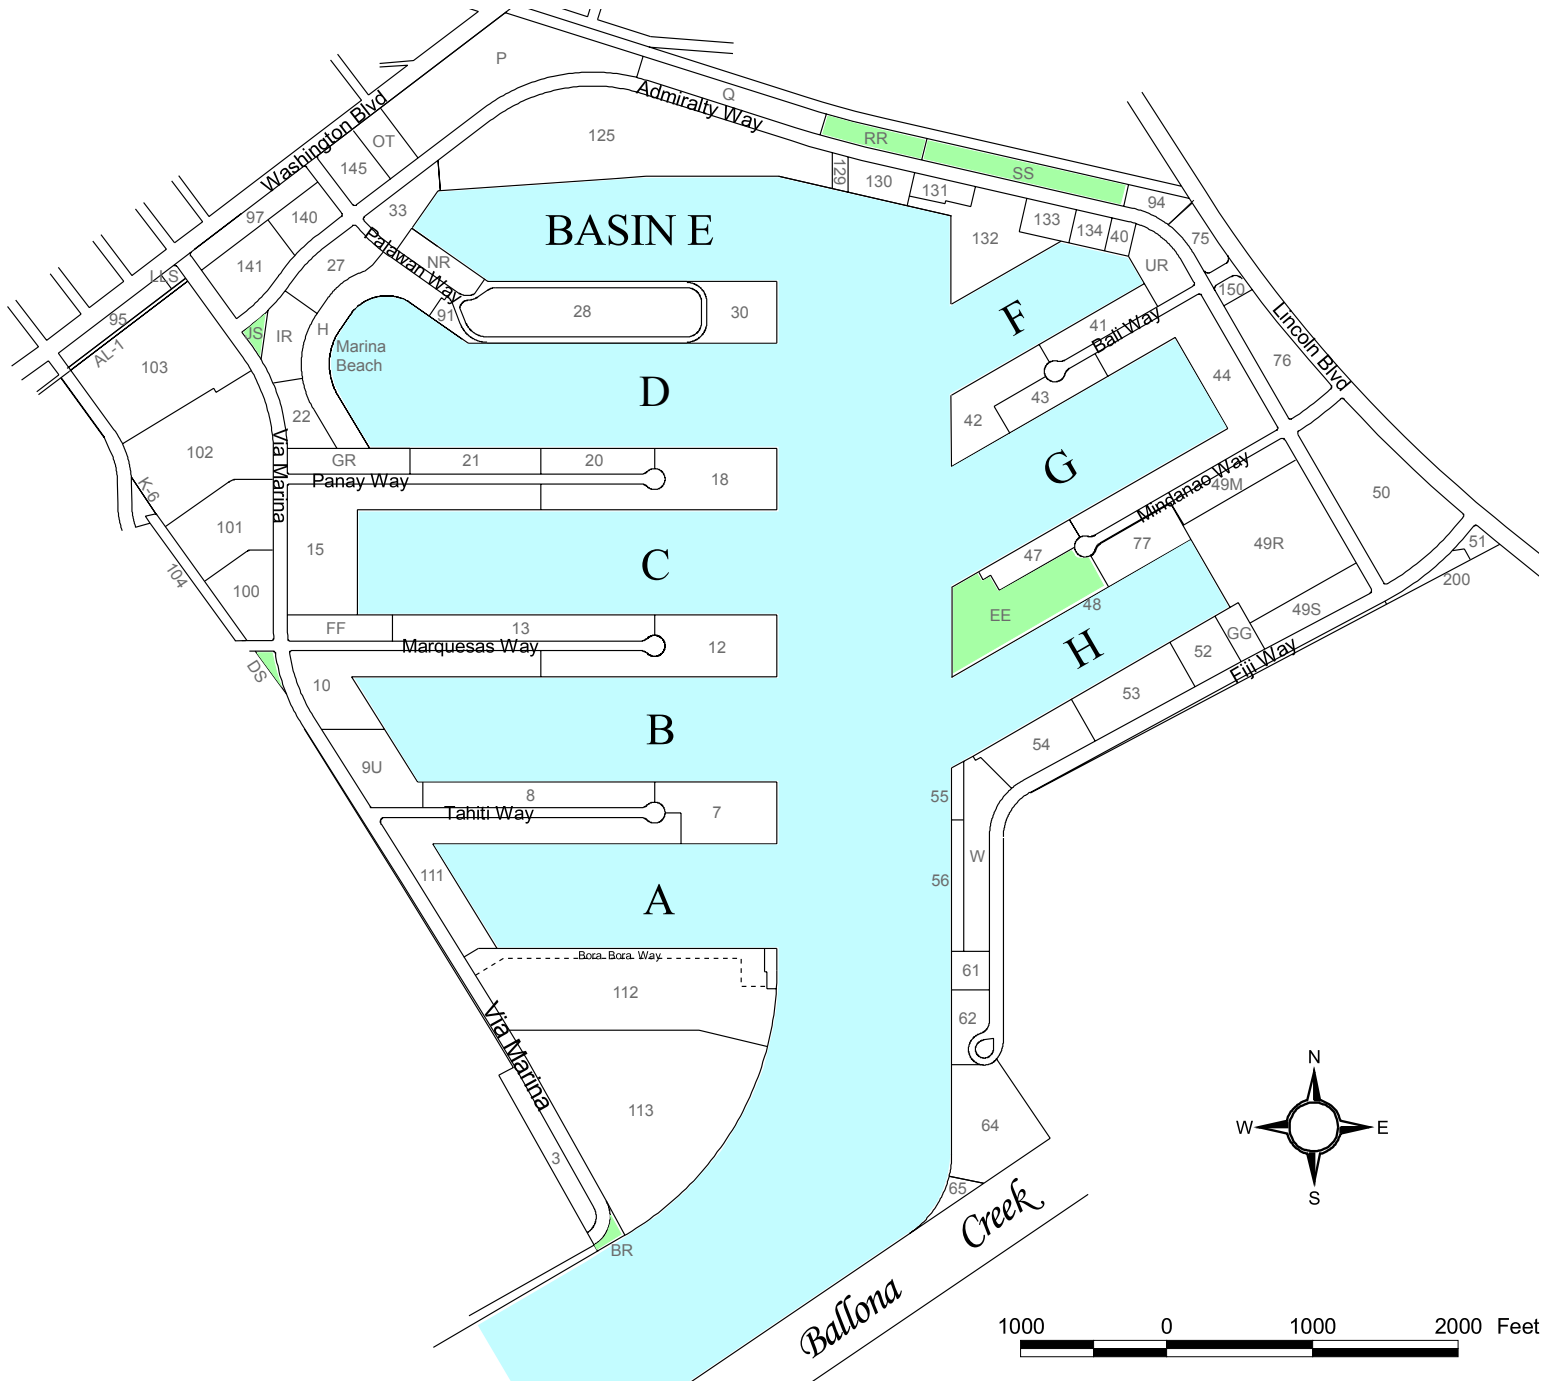 P
Q
Admiralty Way
Washington Blvd
OT
145
125
RR
SS
129
130
131
94
97
140
33
132
133
134
40
75
BASIN E
Palawan Way
NR
141
27
LLS
UR
150
95
AL-1
103
JS
IR
H
Marina
Beach
91
28
30
F
41
Bali Way
Lincoln Blvd
76
44
D
43
42
22
102
Via Marina
GR
21
20
18
Panay Way
K-6
G
Mindanao Way
49M
50
101
15
C
47
77
49R
51
200
104
100
EE
48
49S
FF
13
12
Marquesas Way
GG
H
52
Fiji Way
DS
10
53
B
54
9U
8
7
Tahiti Way
55
W
111
56
A
Bora Bora Way
112
61
62
Via Marina
113
64
3
65
BR
Ballona Creek
N
W
E
S
1000 0 1000 2000 Feet